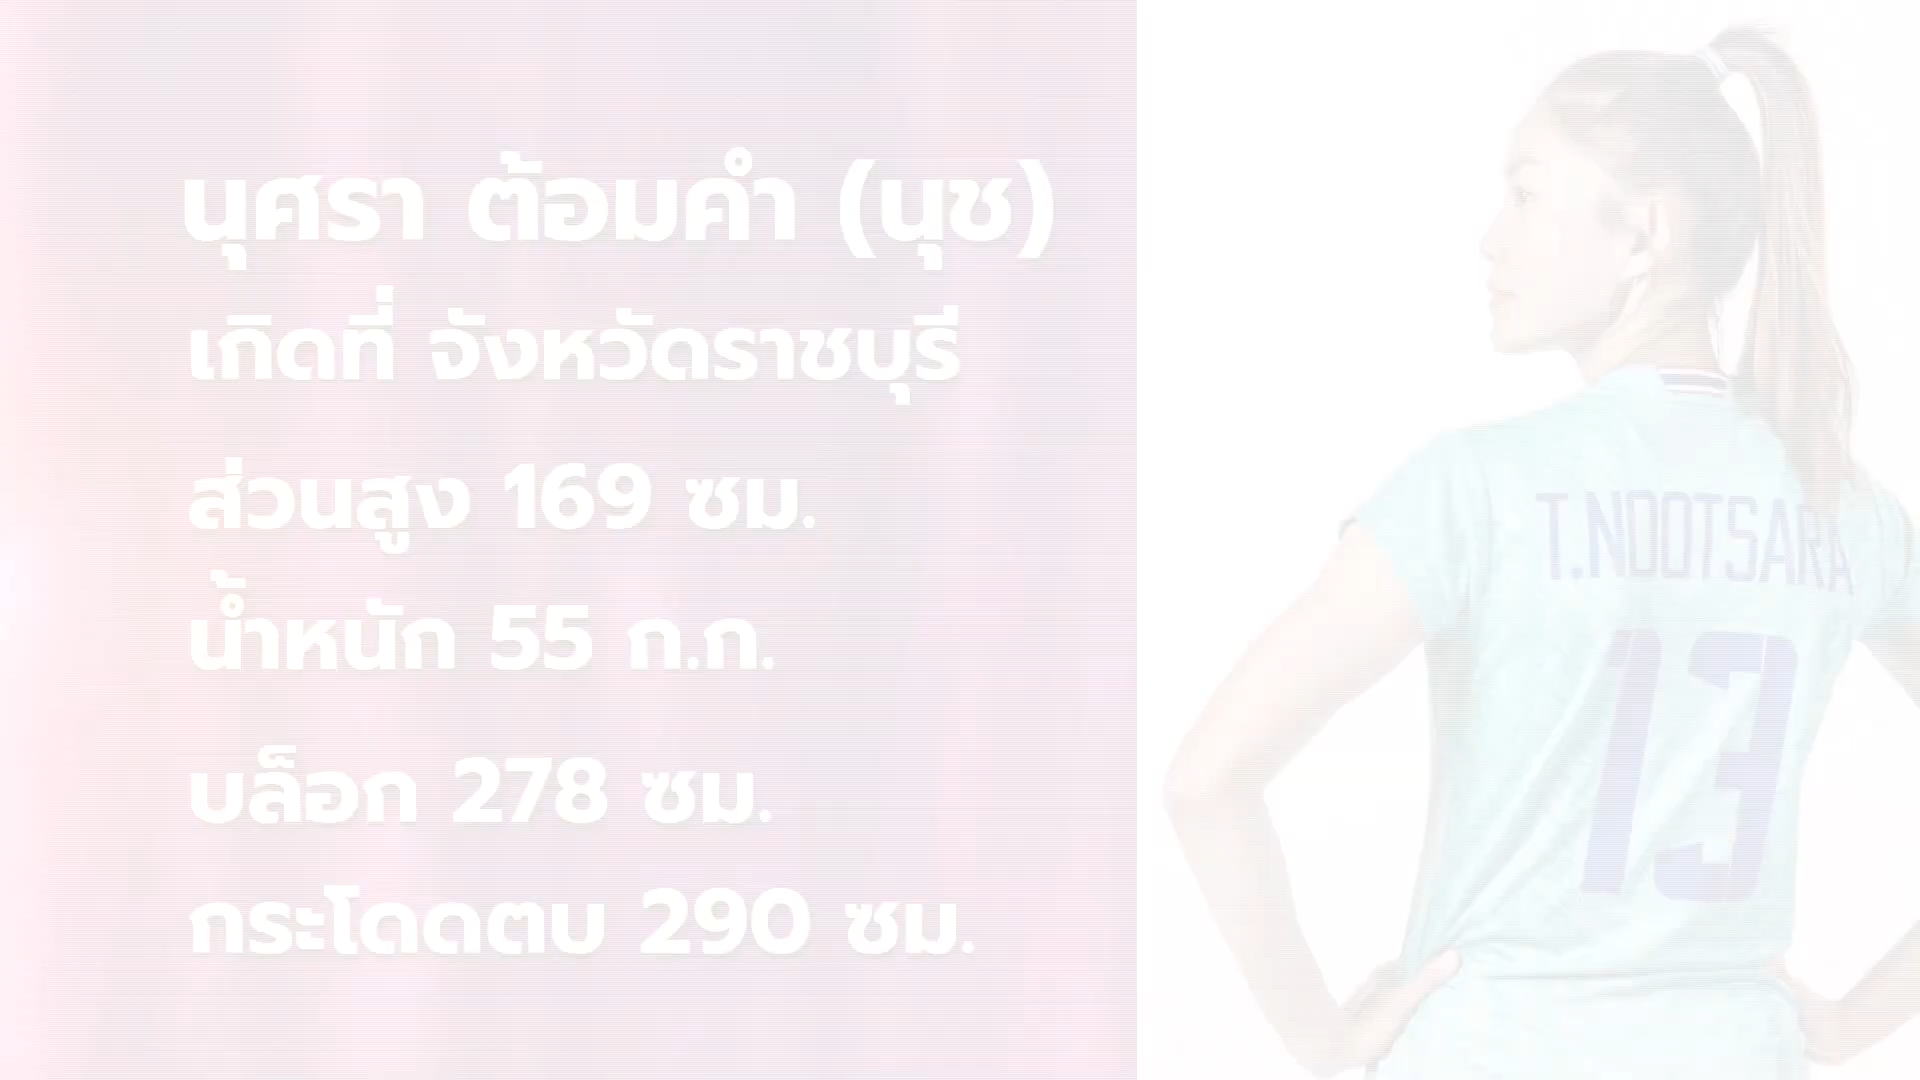 นุศรา ต้อมคำ (นุช)
เกิดที่ จังหวัดราชบุรี
ส่วนสูง 169 ซม.
น้ำหนัก 55 ก.ก.
บล็อก 278 ซม.
กระโดดตบ 290 ซม.
T.NOOTSARA
13